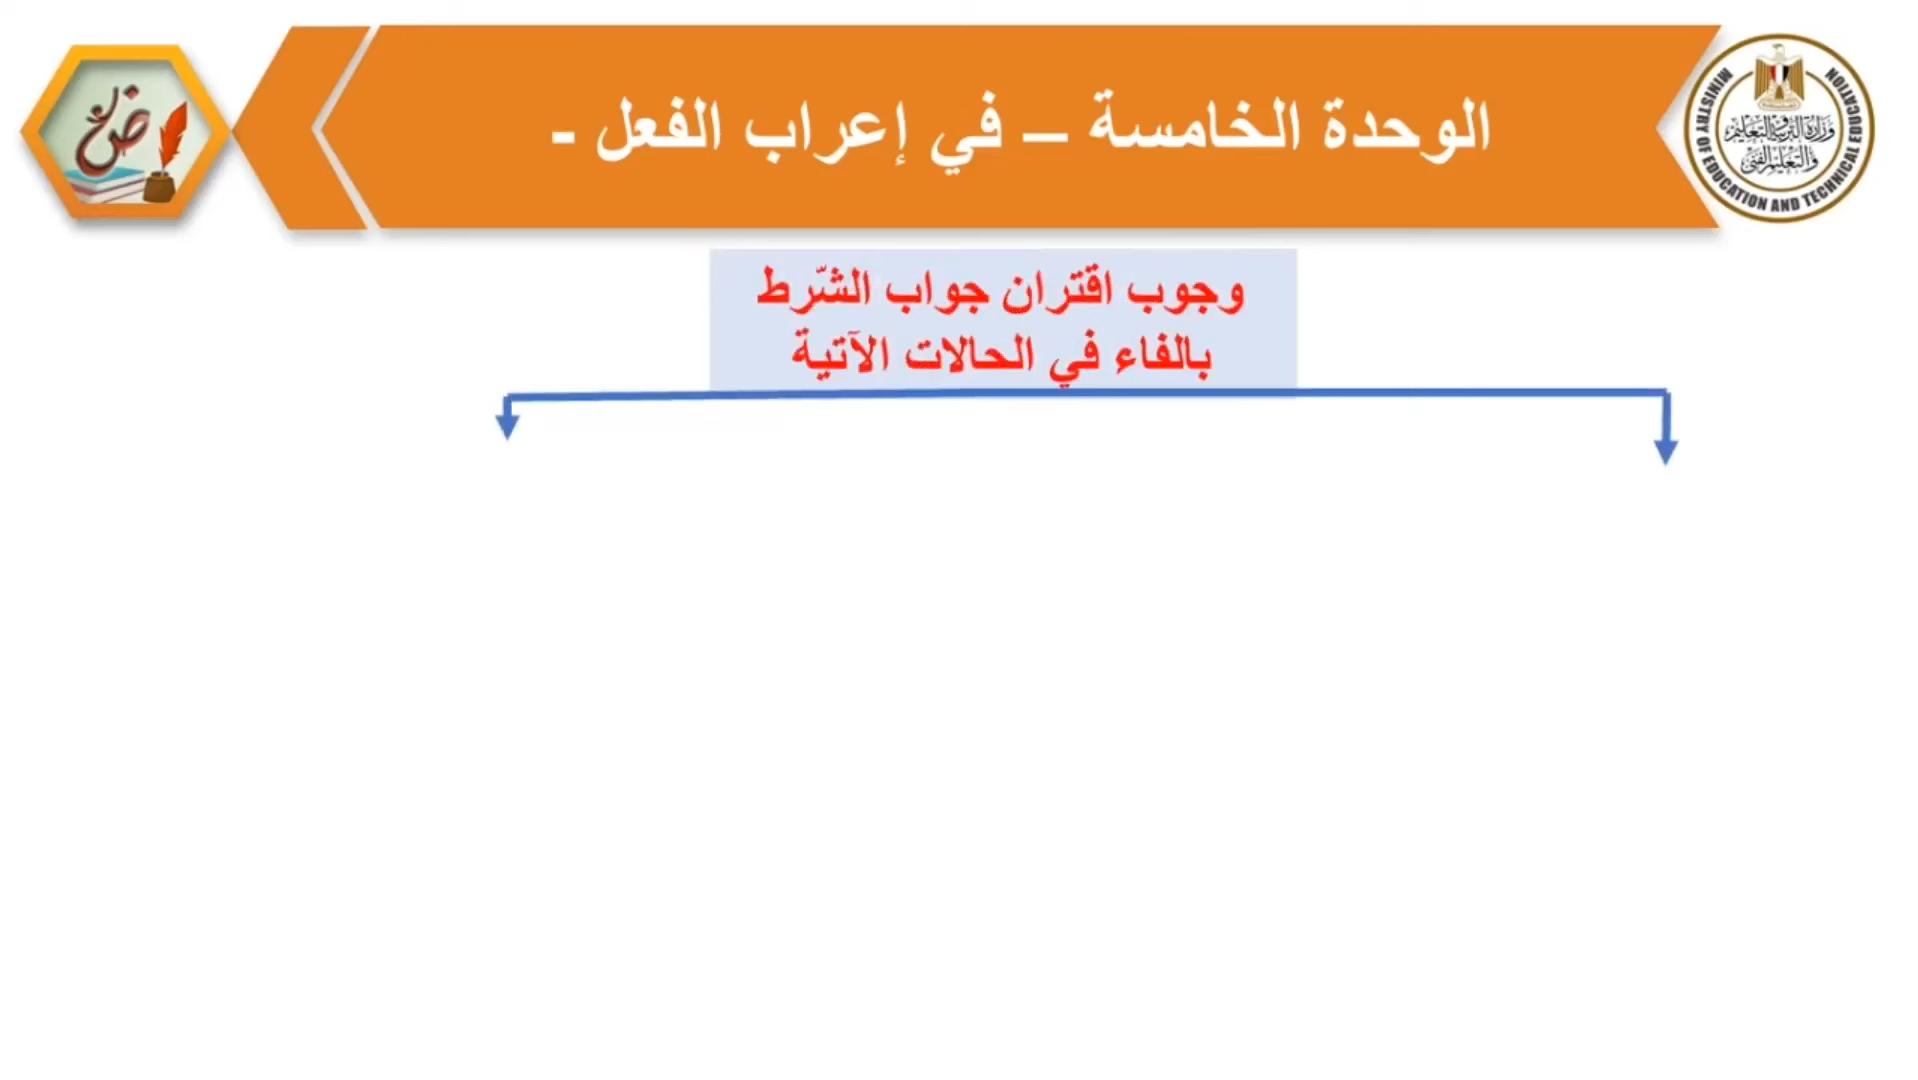 الوحدة الخامسة – في إعراب الفعل -
وجوب اقتران جواب الشّرط
بالفاء في الحالات الآتية
وزارة التربية والتعليم
والتعليم الفني
MINISTRY OF EDUCATION AND TECHNICAL EDUCATION
ض